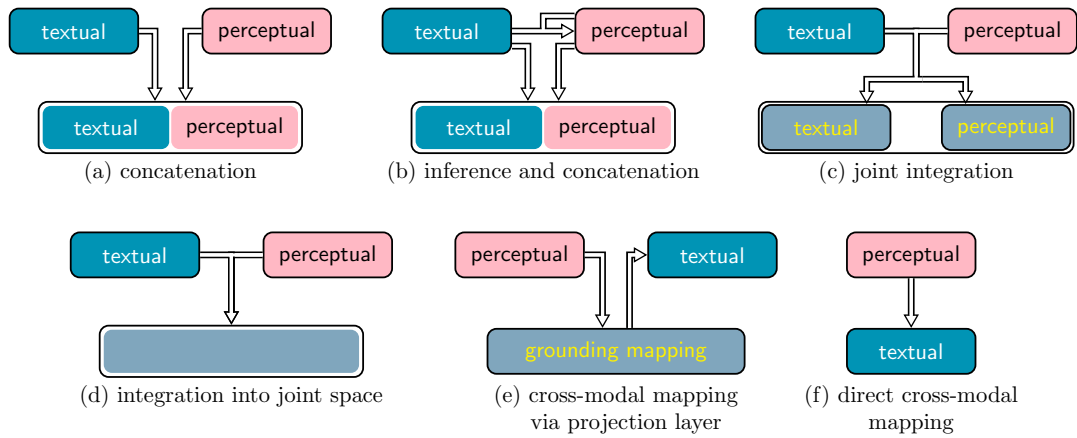 textual
perceptual
textual
perceptual
(a) concatenation
textual
perceptual
textual
perceptual
(b) inference and concatenation
textual
perceptual
textual
perceptual
(c) joint integration
textual
perceptual
(d) integration into joint space
perceptual
textual
grounding mapping
(e) cross-modal mapping
via projection layer
perceptual
textual
(f) direct cross-modal
mapping